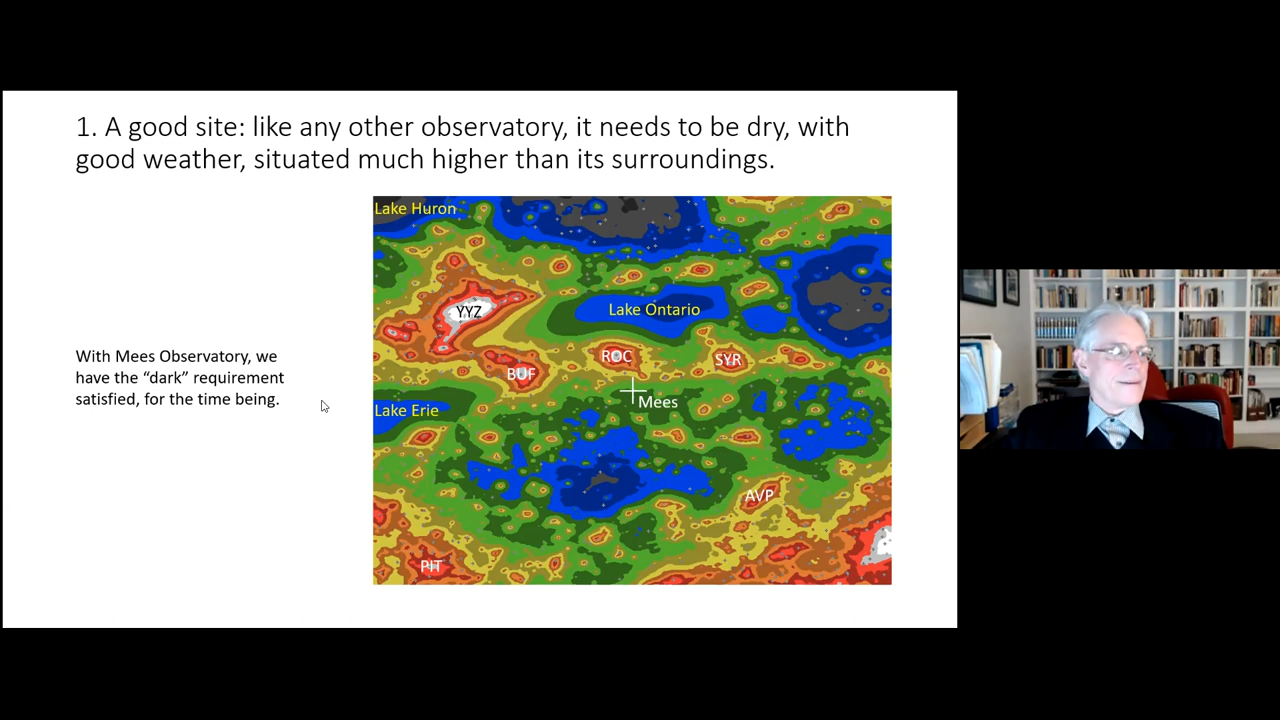 1. A good site: like any other observatory, it needs to be dry, with
good weather, situated much higher than its surroundings.
Lake Huron
YYZ
Lake Ontario
ROC
SYR
BUF
With Mees Observatory, we
have the “dark” requirement
satisfied, for the time being.
Mees
Lake Erie
AVP
PIT